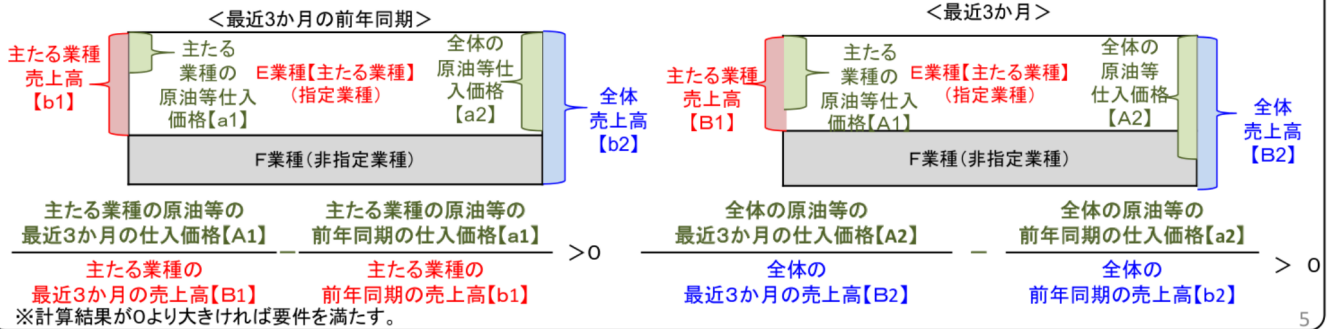 ＜最近3か月の前年同期＞
主たる業種
売上高
【b1】
主たる
業種の
原油等仕入
価格【a1】
E業種【主たる業種】
（指定業種）
全体の
原油等仕
入価格
【a2】
全体
売上高
【b2】
F業種（非指定業種）
＜最近3か月＞
主たる業種
売上高
【B1】
主たる
業種の
原油等仕入
価格【A1】
E業種【主たる業種】
（指定業種）
全体の
原油等
仕入価格
【A2】
全体
売上高
【B2】
F業種（非指定業種）
主たる業種の原油等の
最近3か月の仕入価格【A1】
主たる業種の
最近3か月の売上高【B1】
－
主たる業種の原油等の
前年同期の仕入価格【a1】
主たる業種の
前年同期の売上高【b1】
＞0
全体の原油等の
最近3か月の仕入価格【A2】
全体の
最近3か月の売上高【B2】
－
全体の原油等の
前年同期の仕入価格【a2】
全体の
前年同期の売上高【b2】
＞ 0
※計算結果が0より大きければ要件を満たす。
5